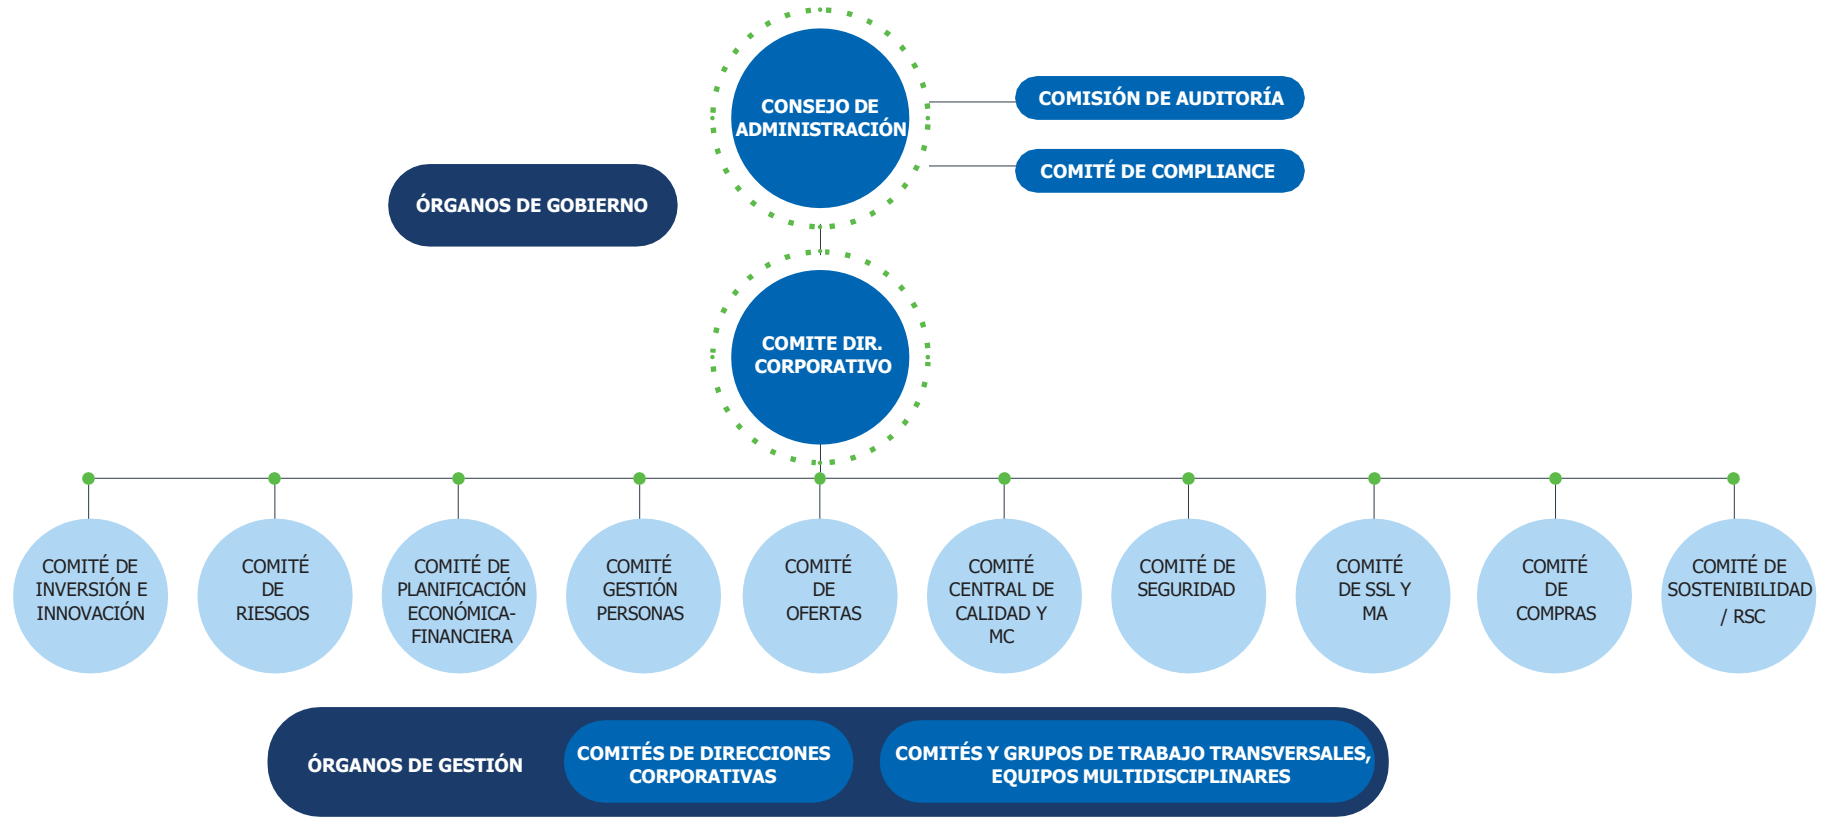 CONSEJO DE
ADMINISTRACIÓN
COMISIÓN DE AUDITORÍA
COMITÉ DE COMPLIANCE
ÓRGANOS DE GOBIERNO
COMITE DIR.
CORPORATIVO
COMITÉ DE
INVERSIÓN E
INNOVACIÓN
COMITÉ
DE
RIESGOS
COMITÉ DE
PLANIFICACIÓN
ECONÓMICA-
FINANCIERA
COMITÉ
GESTIÓN
PERSONAS
COMITÉ
DE
OFERTAS
COMITÉ
CENTRAL DE
CALIDAD Y
MC
COMITÉ DE
SEGURIDAD
COMITÉ
DE SSL Y
MA
COMITÉ
DE
COMPRAS
COMITÉ DE
SOSTENIBILIDAD
/ RSC
ÓRGANOS DE GESTIÓN
COMITÉS DE DIRECCIONES
CORPORATIVAS
COMITÉS Y GRUPOS DE TRABAJO TRANSVERSALES,
EQUIPOS MULTIDISCIPLINARES